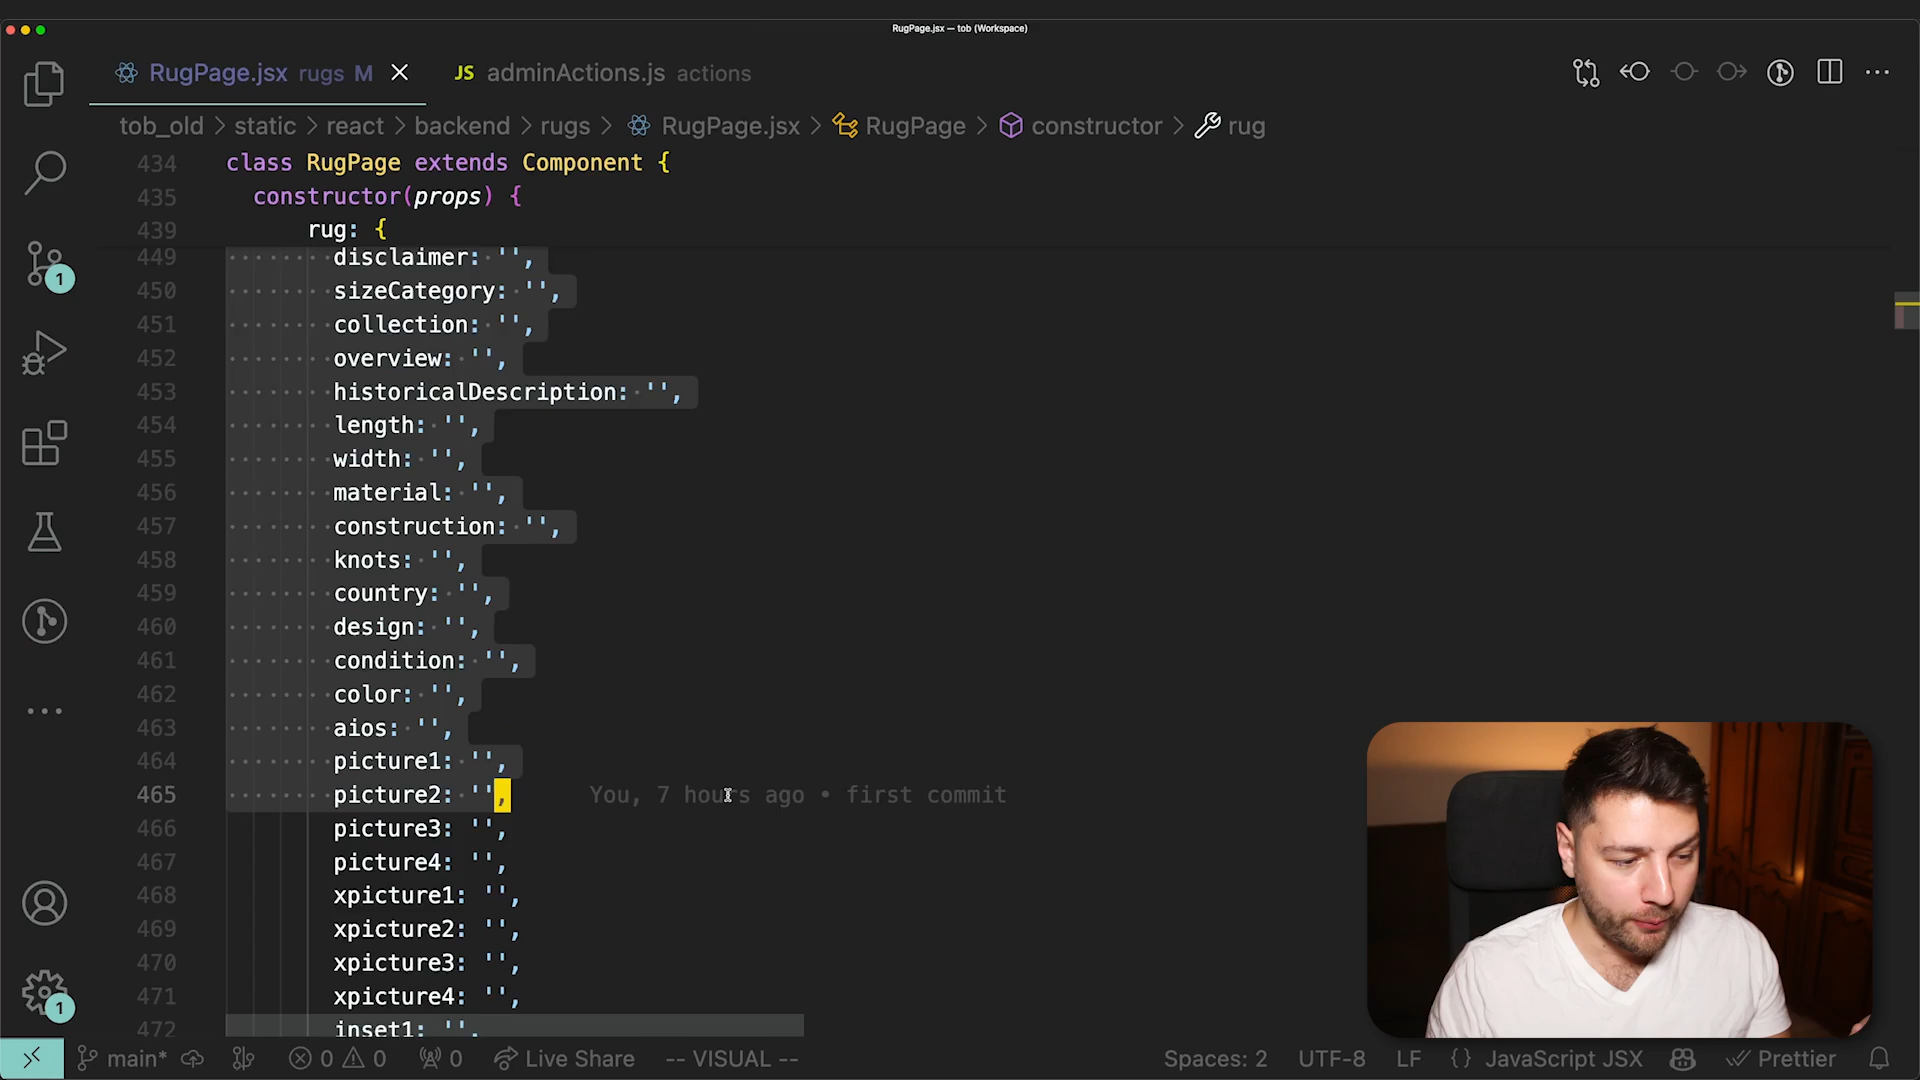 RugPage.jsx — tob (Workspace)
RugPage.jsx rugs M
JS adminActions.js actions
tob_old > static > react > backend > rugs > RugPage.jsx > RugPage > constructor > rug
434 class RugPage extends Component {
435 constructor(props) {
439 rug: {
449 disclaimer: '',
450 sizeCategory: '',
451 collection: '',
452 overview: '',
453 historicalDescription: '',
454 length: '',
455 width: '',
456 material: '',
457 construction: '',
458 knots: '',
459 country: '',
460 design: '',
461 condition: '',
462 color: '',
463 aios: '',
464 picture1: '',
465 picture2: '', You, 7 hours ago • first commit
466 picture3: '',
467 picture4: '',
468 xpicture1: '',
469 xpicture2: '',
470 xpicture3: '',
471 xpicture4: '',
472 inset1: '',
1
1
main* 0 0 0 Live Share -- VISUAL -- Spaces: 2 UTF-8 LF {} JavaScript JSX Prettier